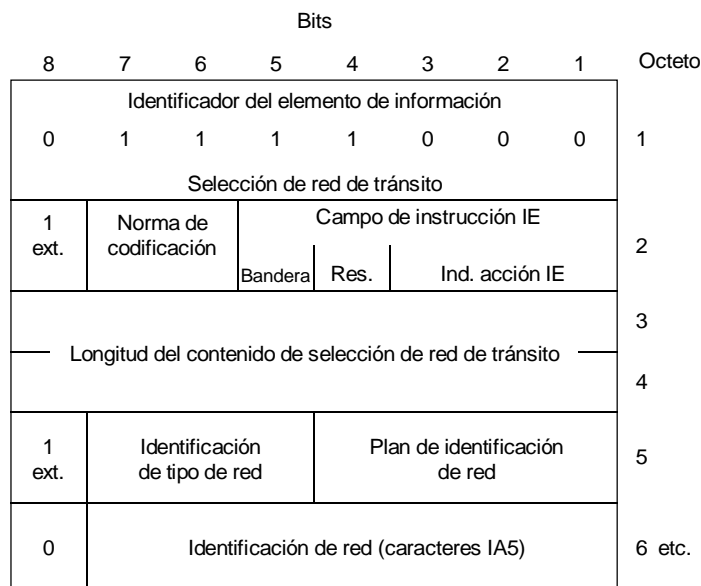 Bits
8 7 6 5 4 3 2 1 Octeto
Identificador del elemento de información
0 1 1 1 1 0 0 0 1
Selección de red de tránsito
1 ext.
Norma de codificación
Campo de instrucción IE
2
Bandera Res. Ind. acción IE
3
Longitud del contenido de selección de red de tránsito
4
1 ext.
Identificación de tipo de red
Plan de identificación de red
5
0 Identificación de red (caracteres IA5) 6 etc.